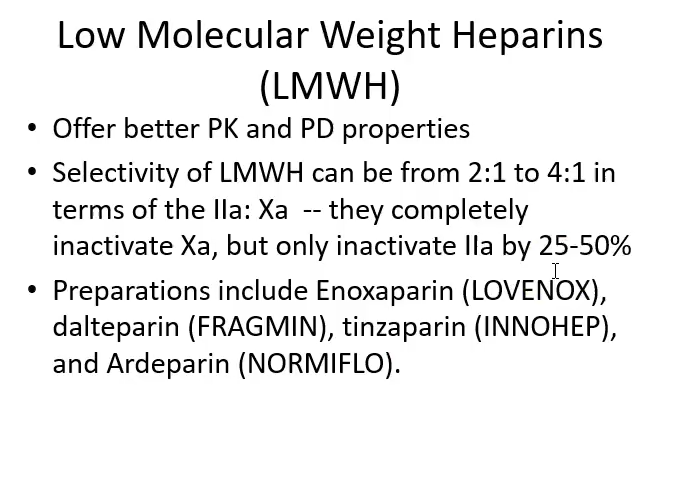 Low Molecular Weight Heparins
(LMWH)
• Offer better PK and PD properties
• Selectivity of LMWH can be from 2:1 to 4:1 in
terms of the IIa: Xa  -- they completely
inactivate Xa, but only inactivate IIa by 25-50%
• Preparations include Enoxaparin (LOVENOX),
dalteparin (FRAGMIN), tinzaparin (INNOHEP),
and Ardeparin (NORMIFLO).